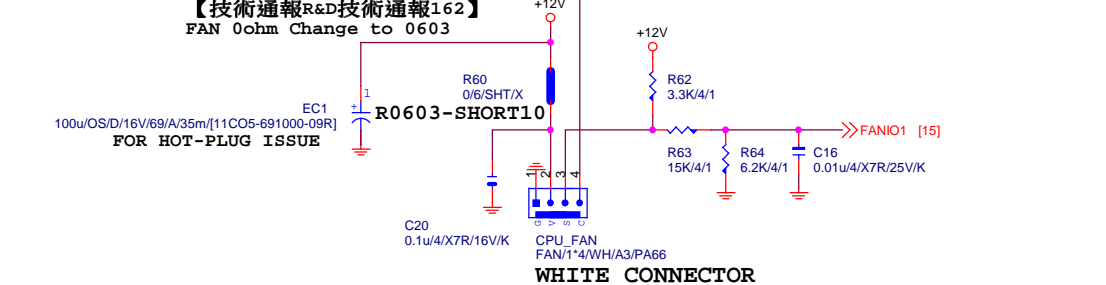 【技術通報R&D技術通報162】
FAN 0ohm Change to 0603
+12V
+12V
R60
0/6/SHT/X
R62
3.3K/4/1
1
+
EC1
100u/OS/D/16V/69/A/35m/[11CO5-691000-09R]
FOR HOT-PLUG ISSUE
R0603-SHORT10
FANIO1 [15]
R63
15K/4/1
R64
6.2K/4/1
C16
0.01u/4/X7R/25V/K
1 2 3 4
G V S C
C20
0.1u/4/X7R/16V/K
CPU_FAN
FAN/1*4/WH/A3/PA66
WHITE CONNECTOR